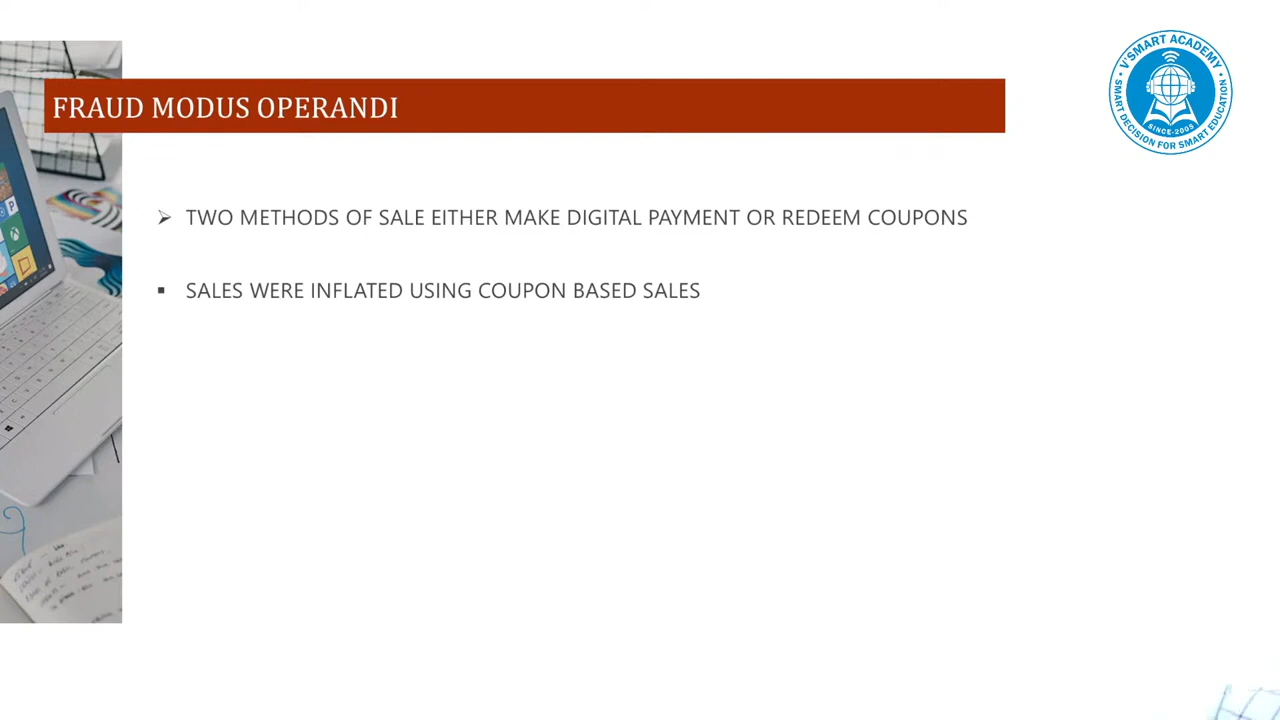 V'SMART ACADEMY
SMART DECISION FOR SMART EDUCATION
SINCE-2005
FRAUD MODUS OPERANDI
TWO METHODS OF SALE EITHER MAKE DIGITAL PAYMENT OR REDEEM COUPONS
SALES WERE INFLATED USING COUPON BASED SALES